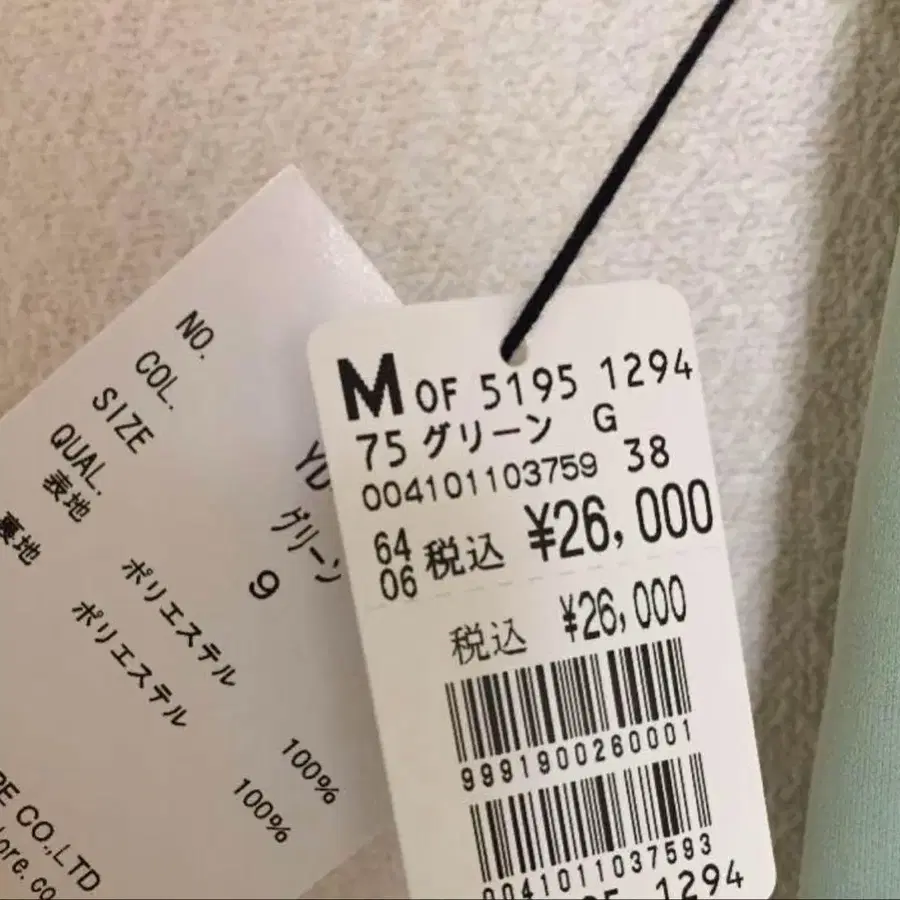 NO.
COL.
SIZE
QUAL.
表地
裏地
YD
グリーン
9
ポリエステル
ポリエステル
100%
100%
CO.,LTD
M OF 5195 1294
75 グリーン G
004101103759 38
64
06 税込 ¥26,000
税込 ¥26,000
9991900260001
0041011037593
1294